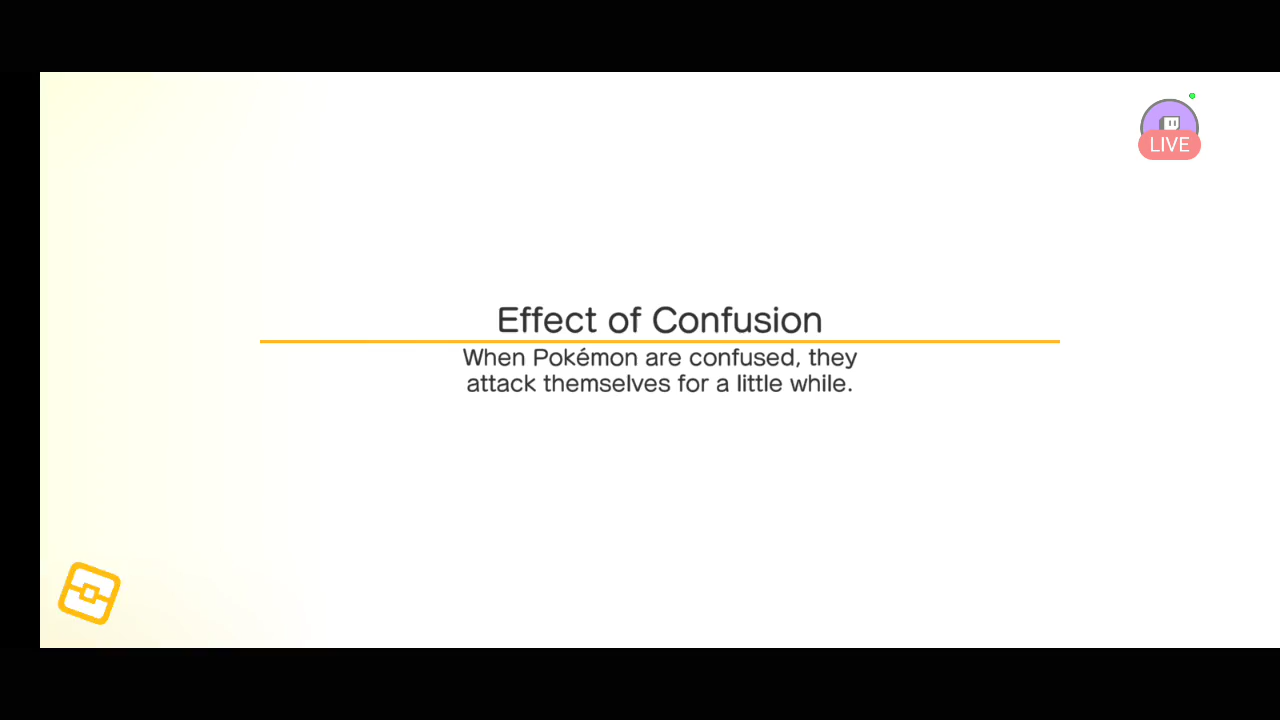 LIVE
Effect of Confusion
When Pokémon are confused, they
attack themselves for a little while.